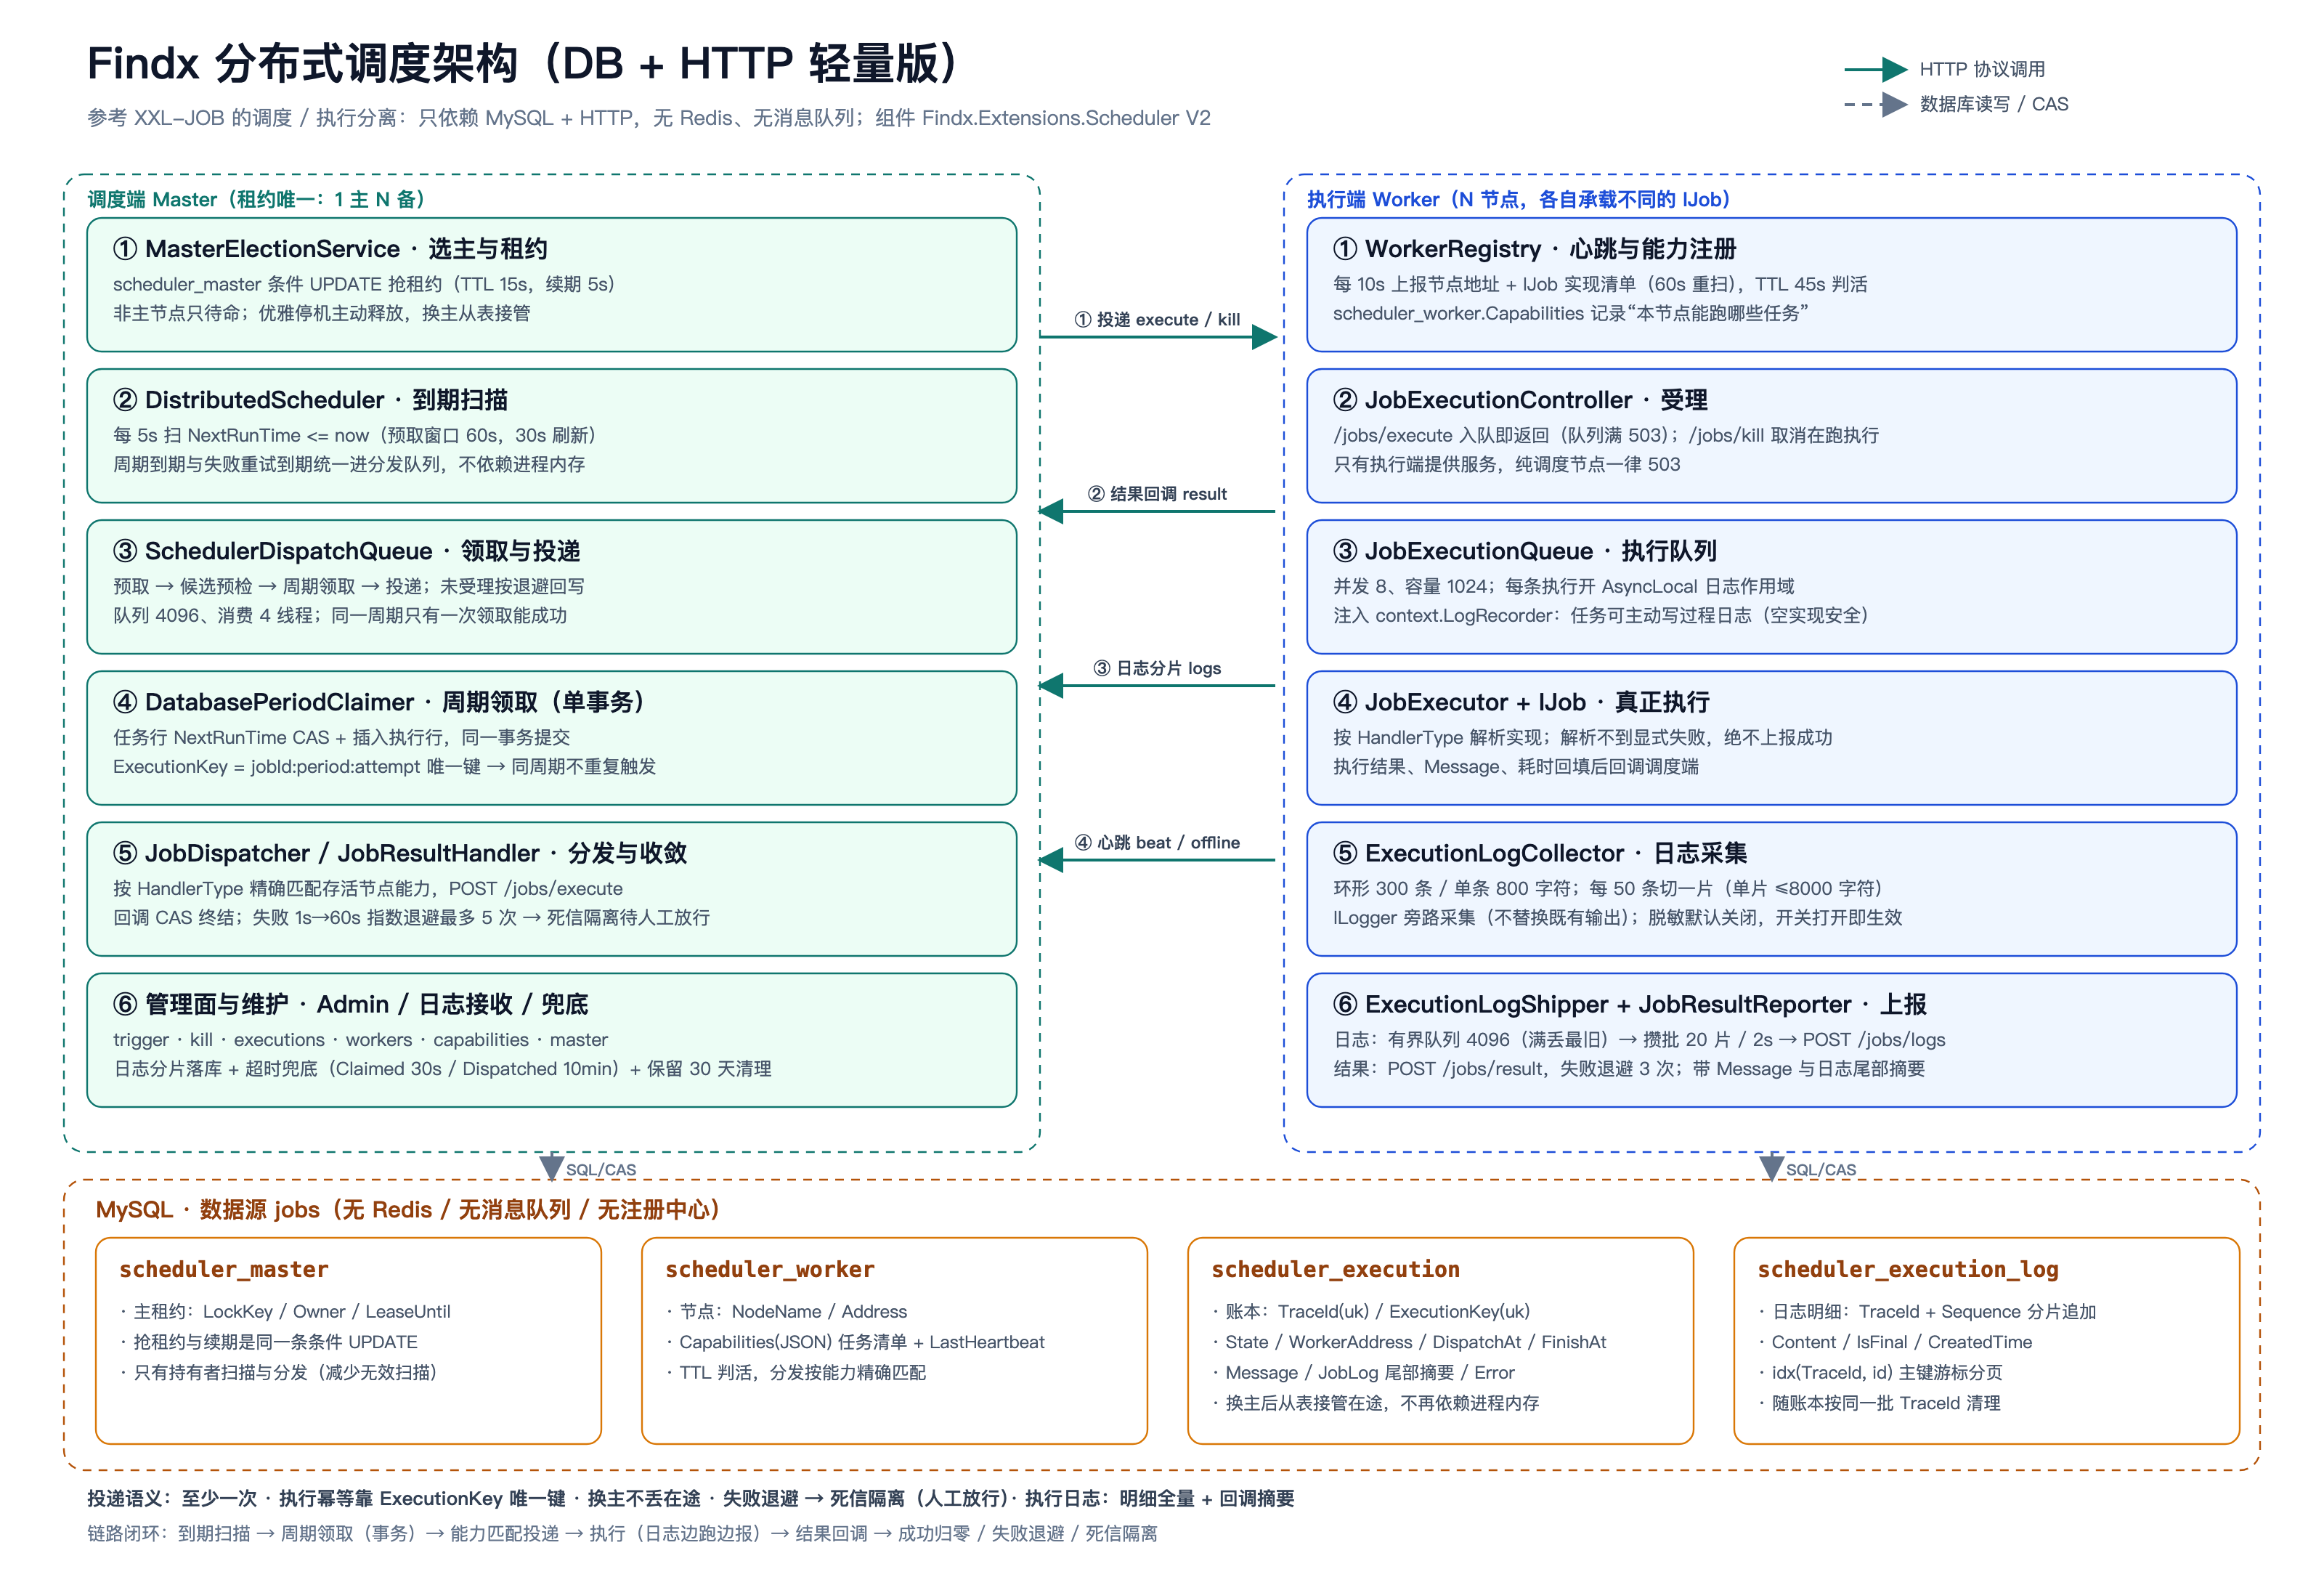 Findx 分布式调度架构（DB + HTTP 轻量版）
参考 XXL-JOB 的调度 / 执行分离：只依赖 MySQL + HTTP，无 Redis、无消息队列；组件 Findx.Extensions.Scheduler V2
HTTP 协议调用
数据库读写 / CAS
调度端 Master（租约唯一：1 主 N 备）
① MasterElectionService · 选主与租约
scheduler_master 条件 UPDATE 抢租约（TTL 15s，续期 5s）
非主节点只待命；优雅停机主动释放，换主从表接管
② DistributedScheduler · 到期扫描
每 5s 扫 NextRunTime <= now（预取窗口 60s，30s 刷新）
周期到期与失败重试到期统一进分发队列，不依赖进程内存
③ SchedulerDispatchQueue · 领取与投递
预取 → 候选预检 → 周期领取 → 投递；未受理按退避回写
队列 4096、消费 4 线程；同一周期只有一次领取能成功
④ DatabasePeriodClaimer · 周期领取（单事务）
任务行 NextRunTime CAS + 插入执行行，同一事务提交
ExecutionKey = jobId:period:attempt 唯一键 → 同周期不重复触发
⑤ JobDispatcher / JobResultHandler · 分发与收敛
按 HandlerType 精确匹配存活节点能力，POST /jobs/execute
回调 CAS 终结；失败 1s→60s 指数退避最多 5 次 → 死信隔离待人工放行
⑥ 管理面与维护 · Admin / 日志接收 / 兜底
trigger · kill · executions · workers · capabilities · master
日志分片落库 + 超时兜底（Claimed 30s / Dispatched 10min）+ 保留 30 天清理
① 投递 execute / kill
② 结果回调 result
③ 日志分片 logs
④ 心跳 beat / offline
执行端 Worker（N 节点，各自承载不同的 IJob）
① WorkerRegistry · 心跳与能力注册
每 10s 上报节点地址 + IJob 实现清单（60s 重扫），TTL 45s 判活
scheduler_worker.Capabilities 记录“本节点能跑哪些任务”
② JobExecutionController · 受理
/jobs/execute 入队即返回（队列满 503）；/jobs/kill 取消在跑执行
只有执行端提供服务，纯调度节点一律 503
③ JobExecutionQueue · 执行队列
并发 8、容量 1024；每条执行开 AsyncLocal 日志作用域
注入 context.LogRecorder：任务可主动写过程日志（空实现安全）
④ JobExecutor + IJob · 真正执行
按 HandlerType 解析实现；解析不到显式失败，绝不上报成功
执行结果、Message、耗时回填后回调调度端
⑤ ExecutionLogCollector · 日志采集
环形 300 条 / 单条 800 字符；每 50 条切一片（单片 ≤8000 字符）
ILogger 旁路采集（不替换既有输出）；脱敏默认关闭，开关打开即生效
⑥ ExecutionLogShipper + JobResultReporter · 上报
日志：有界队列 4096（满丢最旧）→ 攒批 20 片 / 2s → POST /jobs/logs
结果：POST /jobs/result，失败退避 3 次；带 Message 与日志尾部摘要
SQL/CAS
SQL/CAS
MySQL · 数据源 jobs（无 Redis / 无消息队列 / 无注册中心）
scheduler_master
· 主租约：LockKey / Owner / LeaseUntil
· 抢租约与续期是同一条条件 UPDATE
· 只有持有者扫描与分发（减少无效扫描）
scheduler_worker
· 节点：NodeName / Address
· Capabilities(JSON) 任务清单 + LastHeartbeat
· TTL 判活，分发按能力精确匹配
scheduler_execution
· 账本：TraceId(uk) / ExecutionKey(uk)
· State / WorkerAddress / DispatchAt / FinishAt
· Message / JobLog 尾部摘要 / Error
· 换主后从表接管在途，不再依赖进程内存
scheduler_execution_log
· 日志明细：TraceId + Sequence 分片追加
· Content / IsFinal / CreatedTime
· idx(TraceId, id) 主键游标分页
· 随账本按同一批 TraceId 清理
投递语义：至少一次 · 执行幂等靠 ExecutionKey 唯一键 · 换主不丢在途 · 失败退避 → 死信隔离（人工放行）· 执行日志：明细全量 + 回调摘要
链路闭环：到期扫描 → 周期领取（事务）→ 能力匹配投递 → 执行（日志边跑边报）→ 结果回调 → 成功归零 / 失败退避 / 死信隔离